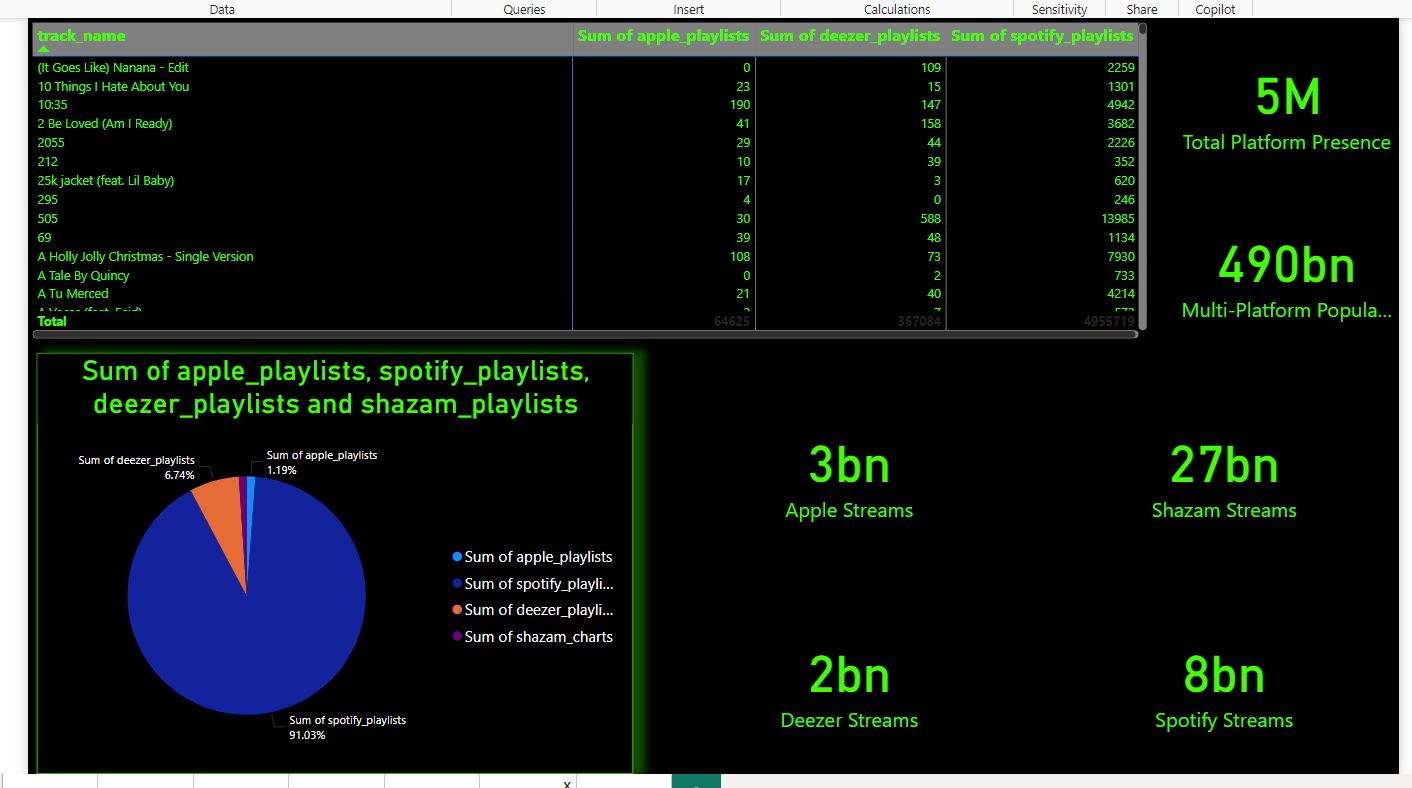 Data Queries Insert Calculations Sensitivity Share Copilot
track_name Sum of apple_playlists Sum of deezer_playlists Sum of spotify_playlists
(It Goes Like) Nanana - Edit 0 109 2259
10 Things I Hate About You 23 15 1301
10:35 190 147 4942
2 Be Loved (Am I Ready) 41 158 3682
2055 29 44 2226
212 10 39 352
25k jacket (feat. Lil Baby) 17 3 620
295 4 0 246
505 30 588 13985
69 39 48 1134
A Holly Jolly Christmas - Single Version 108 73 7930
A Tale By Quincy 0 2 733
A Tu Merced 21 40 4214
Total 64625 367084 4955719
5M
Total Platform Presence
490bn
Multi-Platform Popula...
Sum of apple_playlists, spotify_playlists,
deezer_playlists and shazam_playlists
Sum of deezer_playlists
6.74%
Sum of apple_playlists
1.19%
Sum of spotify_playlists
91.03%
Sum of apple_playlists
Sum of spotify_playli...
Sum of deezer_playli...
Sum of shazam_charts
3bn
Apple Streams
27bn
Shazam Streams
2bn
Deezer Streams
8bn
Spotify Streams
x